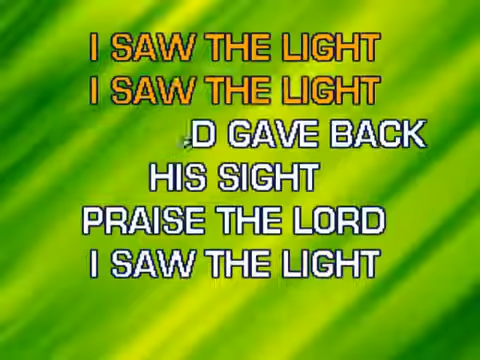 I SAW THE LIGHT
I SAW THE LIGHT
D GAVE BACK
HIS SIGHT
PRAISE THE LORD
I SAW THE LIGHT